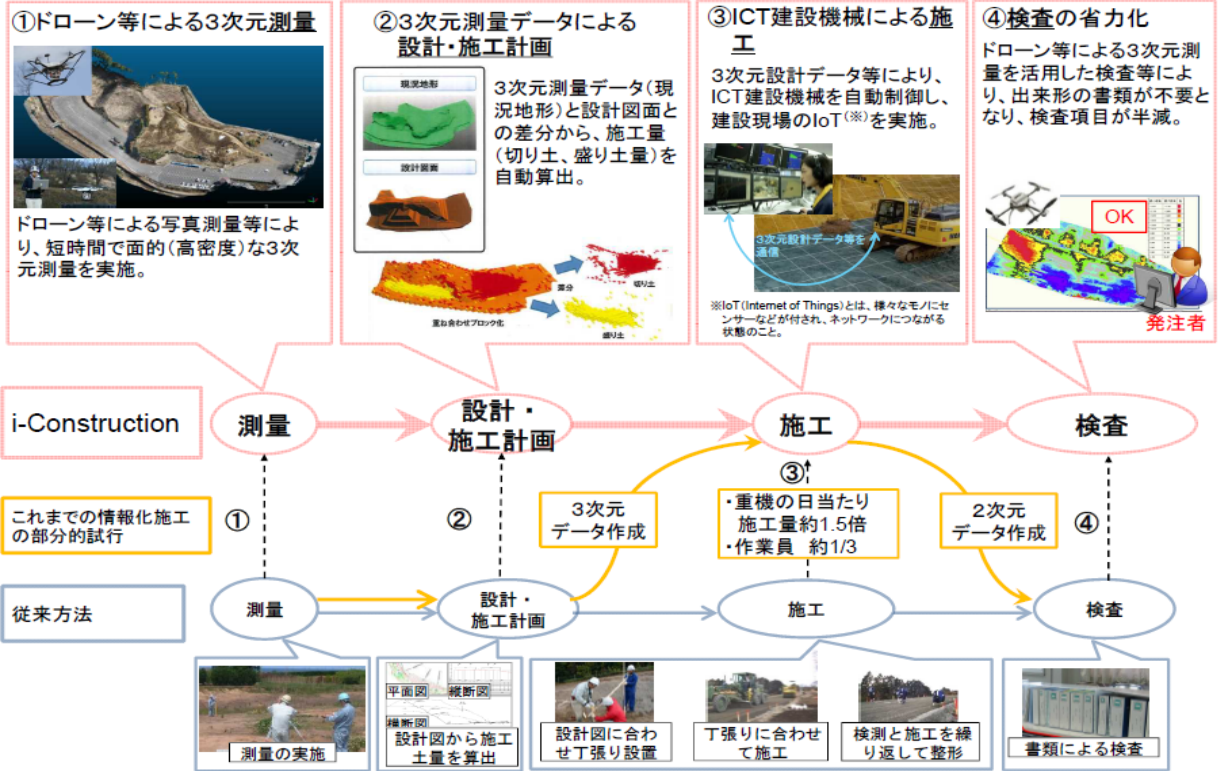 ①ドローン等による3次元測量
ドローン等による写真測量等によ
り、短時間で面的(高密度)な3次
元測量を実施。
②3次元測量データによる
設計・施工計画
現況地形
設計図面
3次元測量データ(現
況地形)と設計図面と
の差分から、施工量
(切り土、盛り土量)を
自動算出。
差分
切り土
重ね合わせブロック化
盛り土
③ICT建設機械による施
工
3次元設計データ等により、
ICT建設機械を自動制御し、
建設現場のIoT(※)を実施。
3次元設計データ等を
通信
※IoT(Internet of Things)とは、様々なモノにセ
ンサーなどが付され、ネットワークにつながる
状態のこと。
④検査の省力化
ドローン等による3次元測
量を活用した検査等によ
り、出来形の書類が不要と
なり、検査項目が半減。
OK
発注者
i-Construction
測量
設計・
施工計画
施工
検査
これまでの情報化施工
の部分的試行
①
②
3次元
データ作成
③
・重機の日当たり
施工量約1.5倍
・作業員 約1/3
2次元
データ作成
④
従来方法
測量
設計・
施工計画
施工
検査
測量の実施
平面図
縦断図
横断図
設計図から施工
土量を算出
設計図に合わ
せ丁張り設置
丁張りに合わせ
て施工
検測と施工を繰
り返して整形
書類による検査